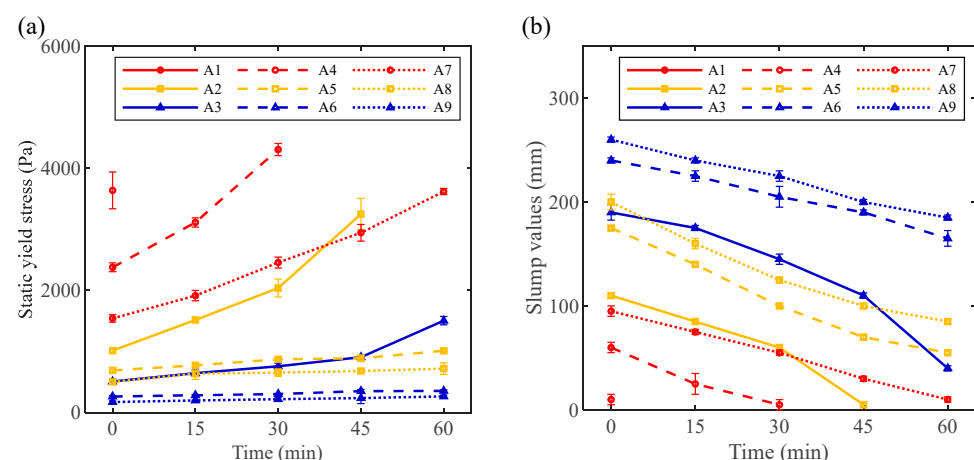 (a)
6000
4000
2000
0
Static yield stress (Pa)
A1 A4 A7
A2 A5 A8
A3 A6 A9
0 15 30 45 60
Time (min)
(b)
300
200
100
0
Slump values (mm)
A1 A4 A7
A2 A5 A8
A3 A6 A9
0 15 30 45 60
Time (min)